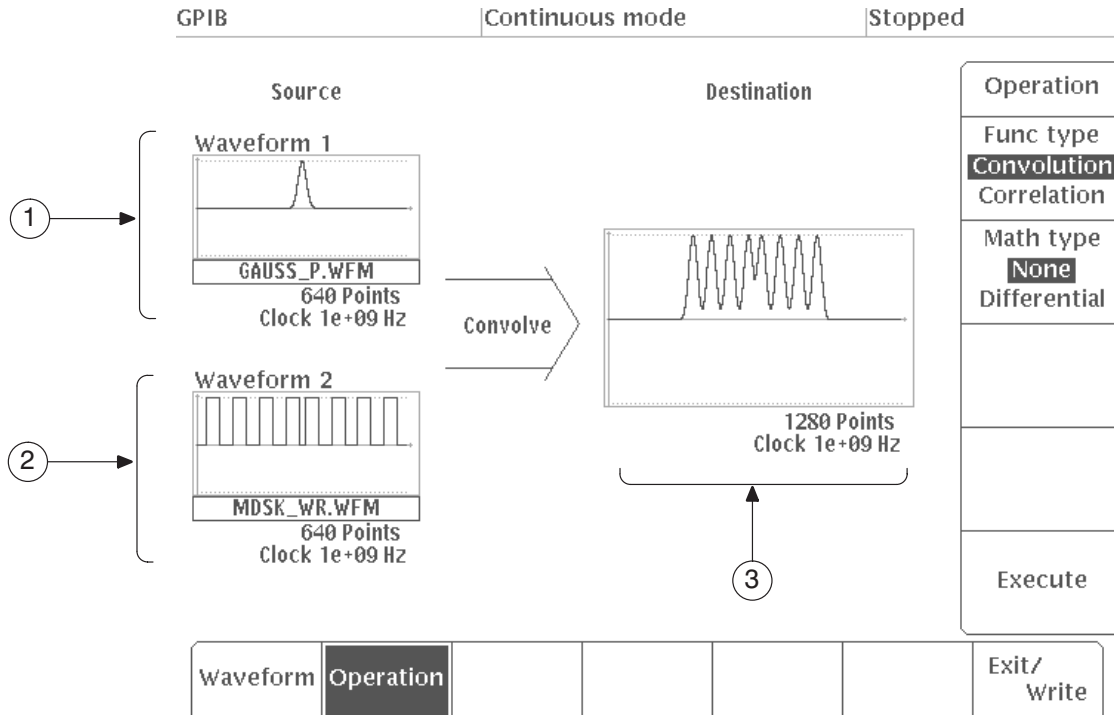 GPIB
Continuous mode
Stopped
Source
Destination
Operation
Func type
Convolution
Correlation
Math type
None
Differential
Execute
1
Waveform 1
GAUSS_P.WFM
640 Points
Clock 1e+09 Hz
Convolve
2
Waveform 2
MDSK_WR.WFM
640 Points
Clock 1e+09 Hz
1280 Points
Clock 1e+09 Hz
3
Waveform
Operation
Exit/
Write